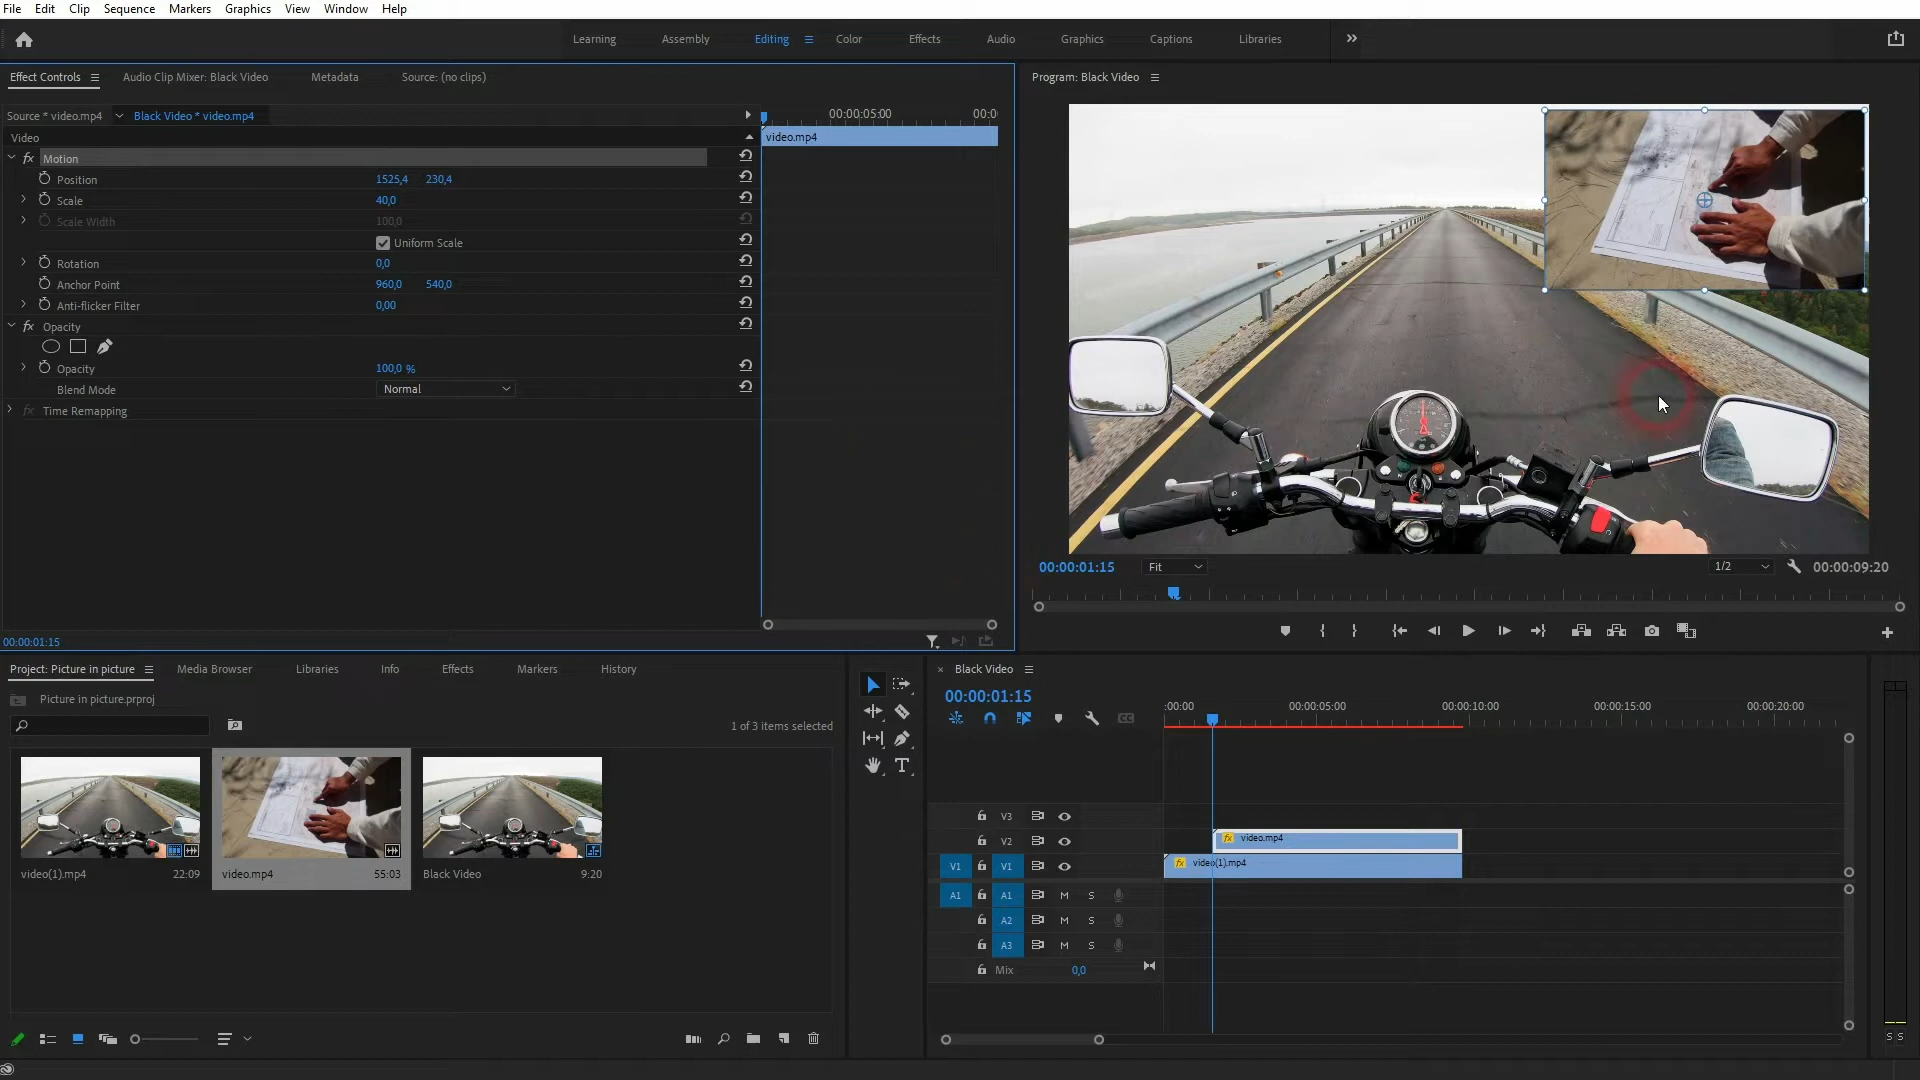 File Edit Clip Sequence Markers Graphics View Window Help
Learning Assembly Editing Color Effects Audio Graphics Captions Libraries
Effect Controls Audio Clip Mixer: Black Video Metadata Source: (no clips)
Program: Black Video
Source * video.mp4 Black Video * video.mp4
00:00:05:00 00:0
Video
video.mp4
fx Motion
Position 1525,4 230,4
Scale 40,0
Scale Width 100,0
Uniform Scale
Rotation 0,0
Anchor Point 960,0 540,0
Anti-flicker Filter 0,00
fx Opacity
Opacity 100,0 %
Blend Mode Normal
fx Time Remapping
00:00:01:15
00:00:01:15 Fit 1/2 00:00:09:20
Project: Picture in picture Media Browser Libraries Info Effects Markers History
Picture in picture.prproj
1 of 3 items selected
video(1).mp4 22:09
video.mp4 55:03
Black Video 9:20
× Black Video
00:00:01:15
:00:00 00:00:05:00 00:00:10:00 00:00:15:00 00:00:20:00
V3
V2
fx video.mp4
V1 V1
fx video(1).mp4
A1 A1 M S
A2 M S
A3 M S
Mix 0,0
S S